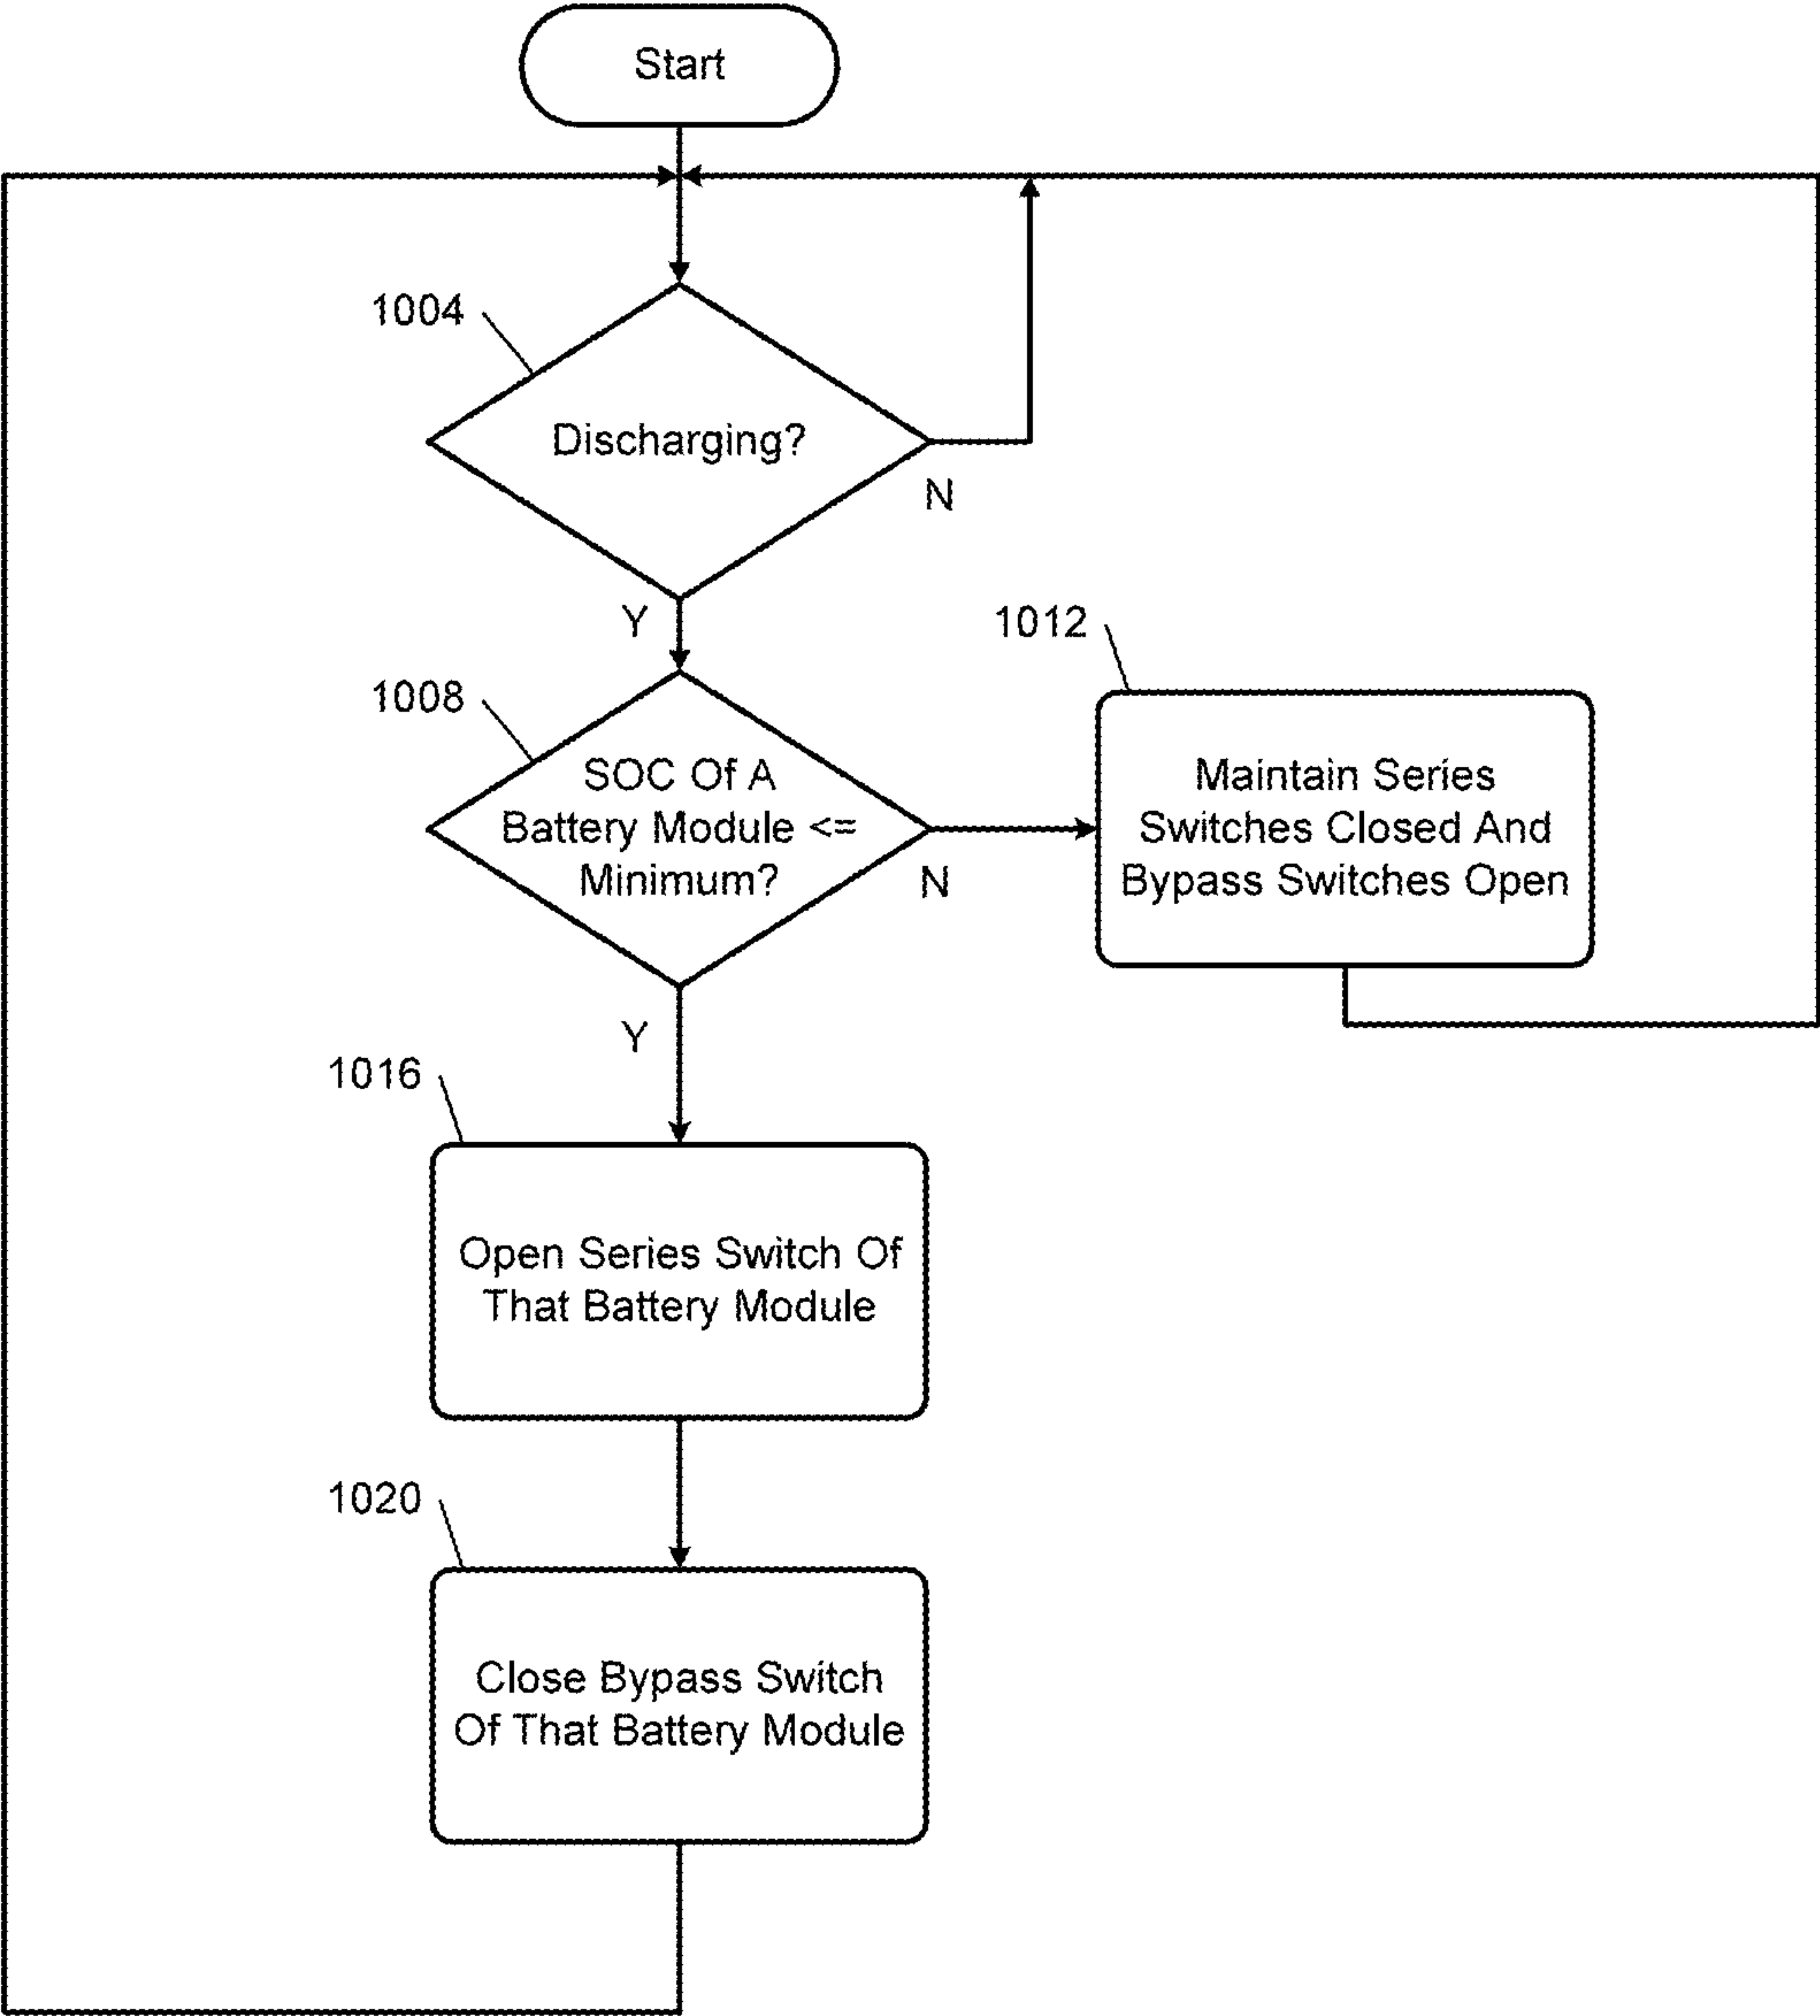 Start
1004
Discharging?
N
Y
1012
1008
SOC Of A
Battery Module <=
Minimum?
N
Maintain Series
Switches Closed And
Bypass Switches Open
Y
1016
Open Series Switch Of
That Battery Module
1020
Close Bypass Switch
Of That Battery Module